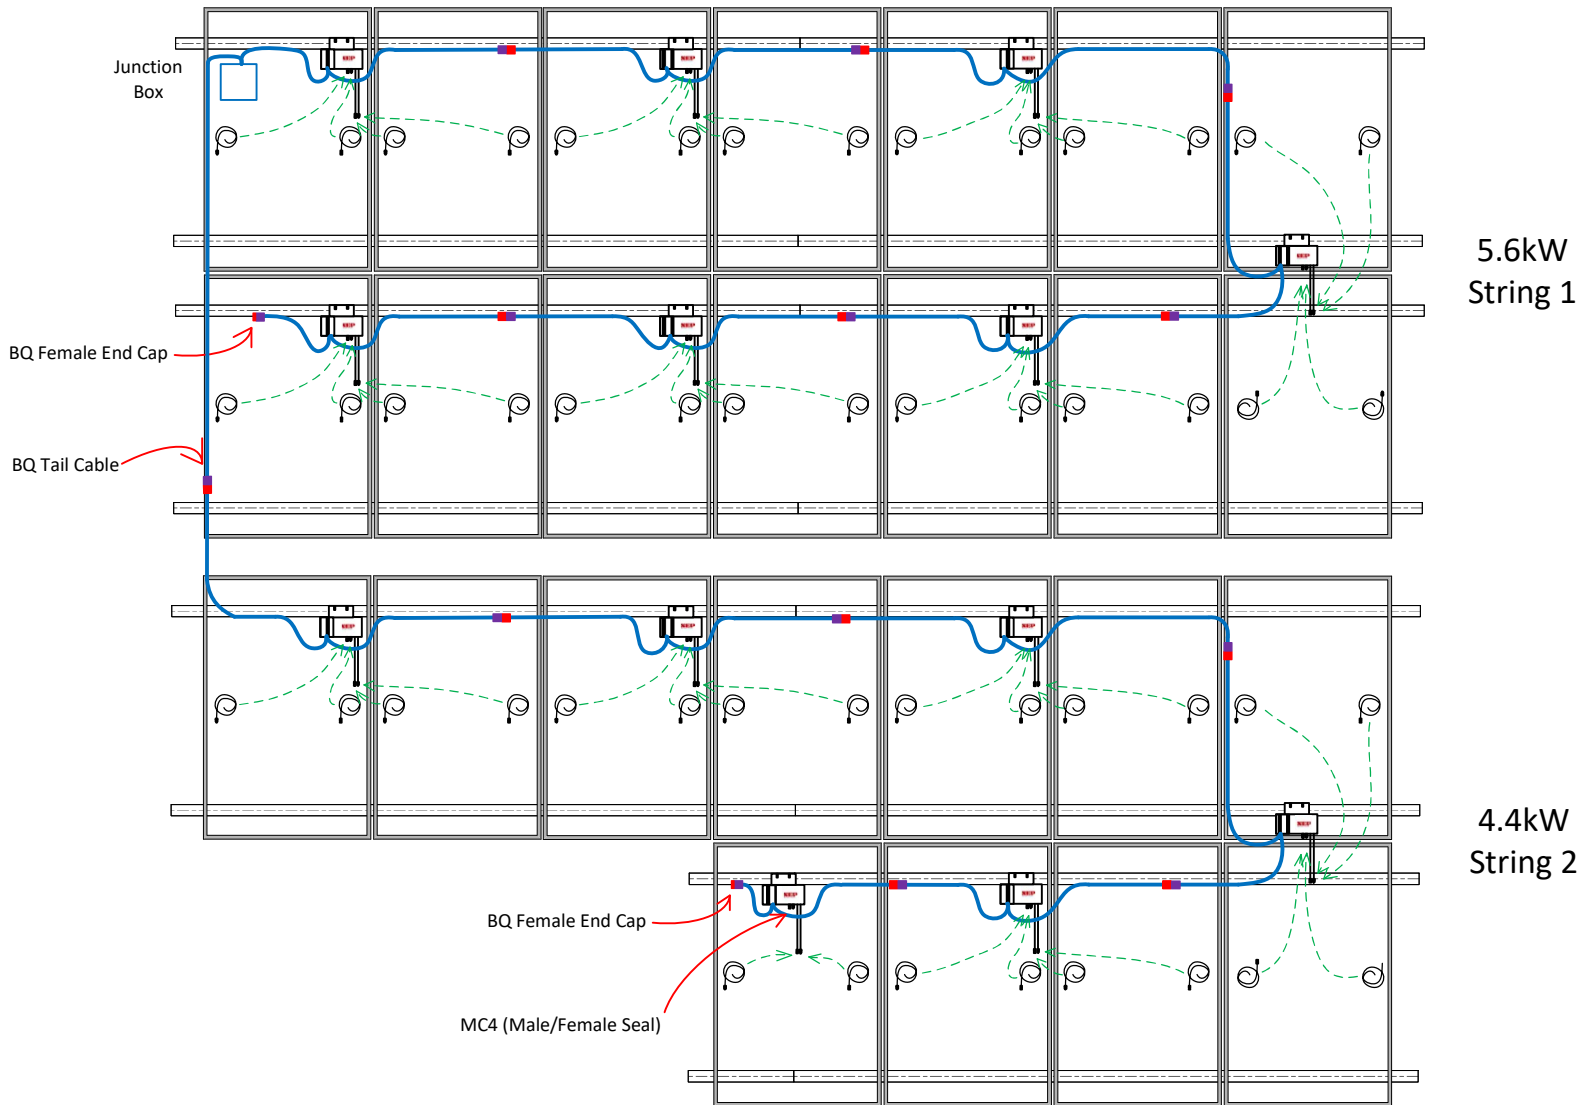 Junction
Box
5.6kW
String 1
BQ Female End Cap
BQ Tail Cable
4.4kW
String 2
BQ Female End Cap
MC4 (Male/Female Seal)